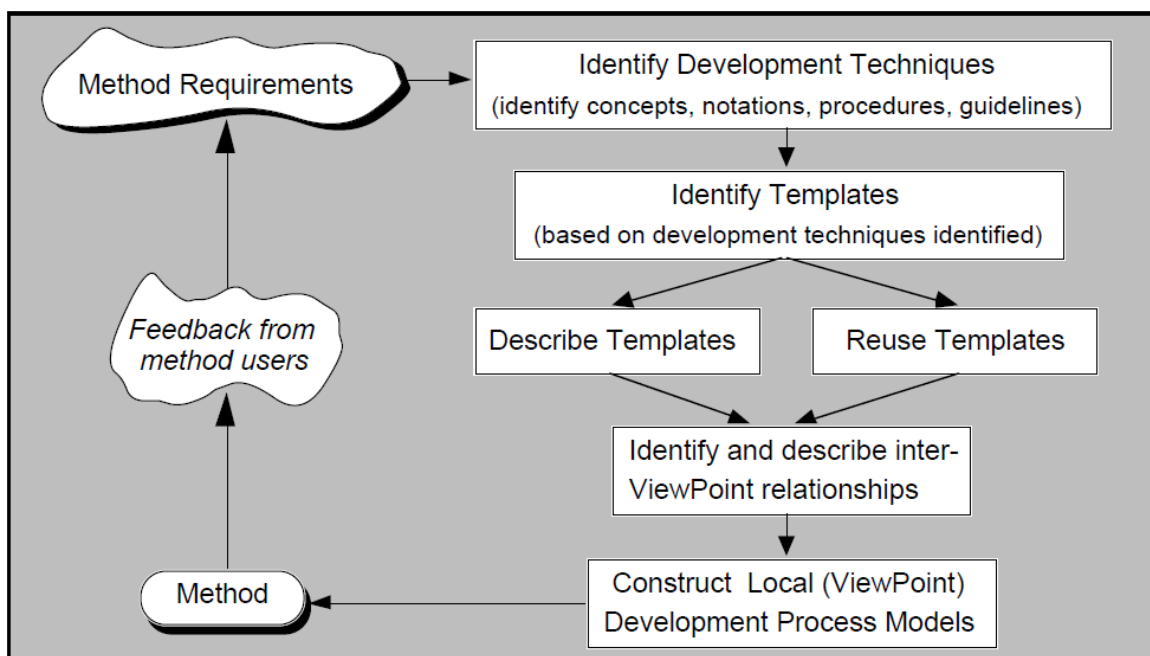 Method Requirements
Identify Development Techniques
(identify concepts, notations, procedures, guidelines)
Identify Templates
(based on development techniques identified)
Describe Templates
Reuse Templates
Feedback from
method users
Identify and describe inter-
ViewPoint relationships
Method
Construct Local (ViewPoint)
Development Process Models